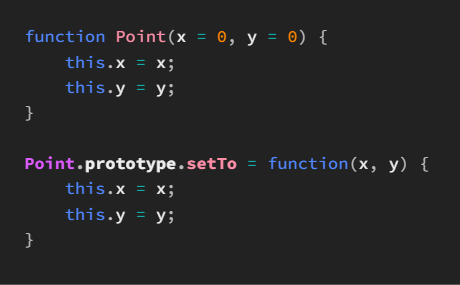 function Point(x = 0, y = 0) {
    this.x = x;
    this.y = y;
}

Point.prototype.setTo = function(x, y) {
    this.x = x;
    this.y = y;
}